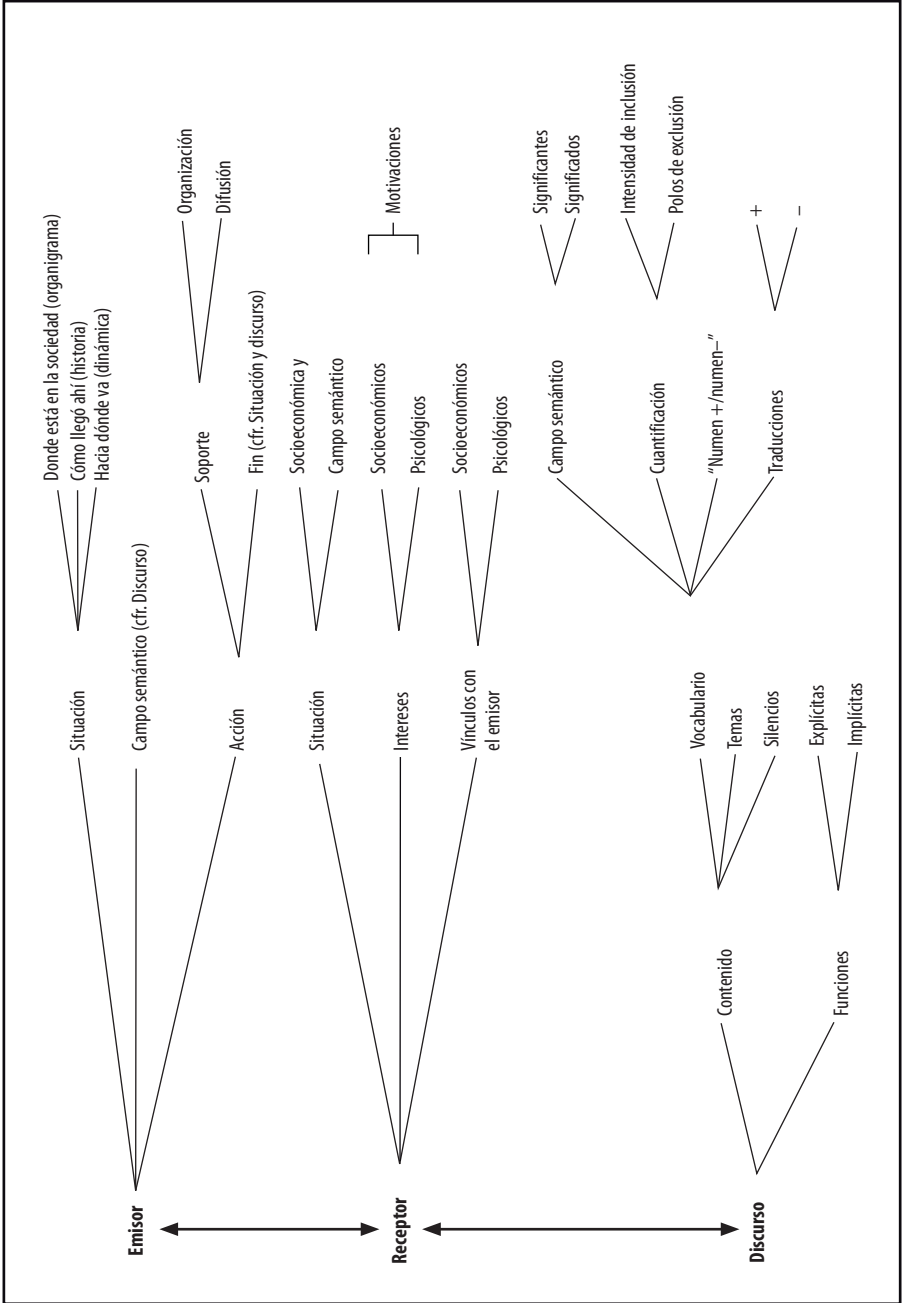 Emisor
Situación
Donde está en la sociedad (organigrama)
Cómo llegó ahí (historia)
Hacia dónde va (dinámica)
Campo semántico (cfr. Discurso)
Acción
Soporte
Organización
Difusión
Fin (cfr. Situación y discurso)
Receptor
Situación
Socioeconómica y
Campo semántico
Intereses
Socioeconómicos
Psicológicos
Motivaciones
Vínculos con
el emisor
Socioeconómicos
Psicológicos
Discurso
Contenido
Vocabulario
Temas
Silencios
Campo semántico
Significantes
Significados
Cuantificación
Intensidad de inclusión
Polos de exclusión
“Numen +/numen–”
Traducciones
+
–
Funciones
Explícitas
Implícitas